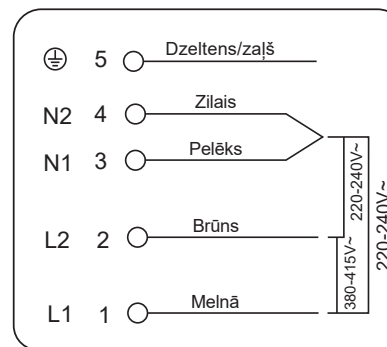 ⏚ 5 Dzeltens/zaļš
N2 4 Zilais
N1 3 Pelēks
L2 2 Brūns
L1 1 Melnā
220-240V~
380-415V~
220-240V~